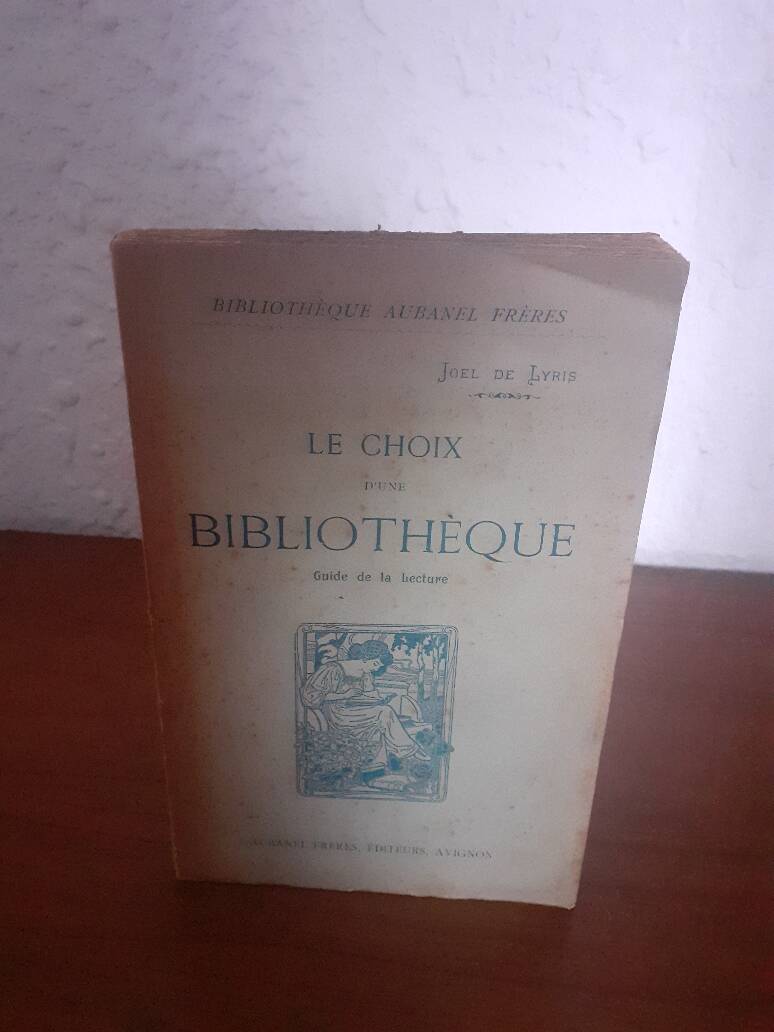 BIBLIOTHÈQUE AUBANEL FRÈRES
JOEL DE LYRIS
LE CHOIX
D'UNE
BIBLIOTHÈQUE
Guide de la Lecture
AUBANEL FRÈRES, ÉDITEURS, AVIGNON